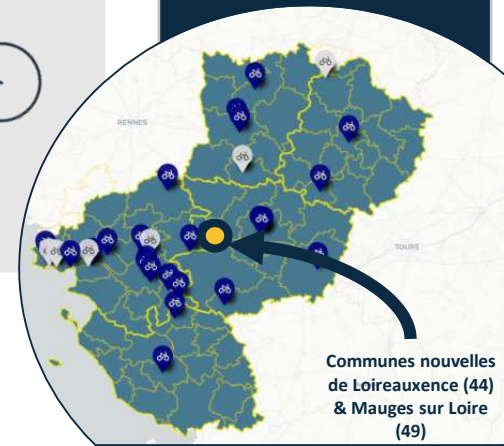 RENNES
TOURS
Communes nouvelles
de Loireauxence (44)
& Mauges sur Loire
(49)